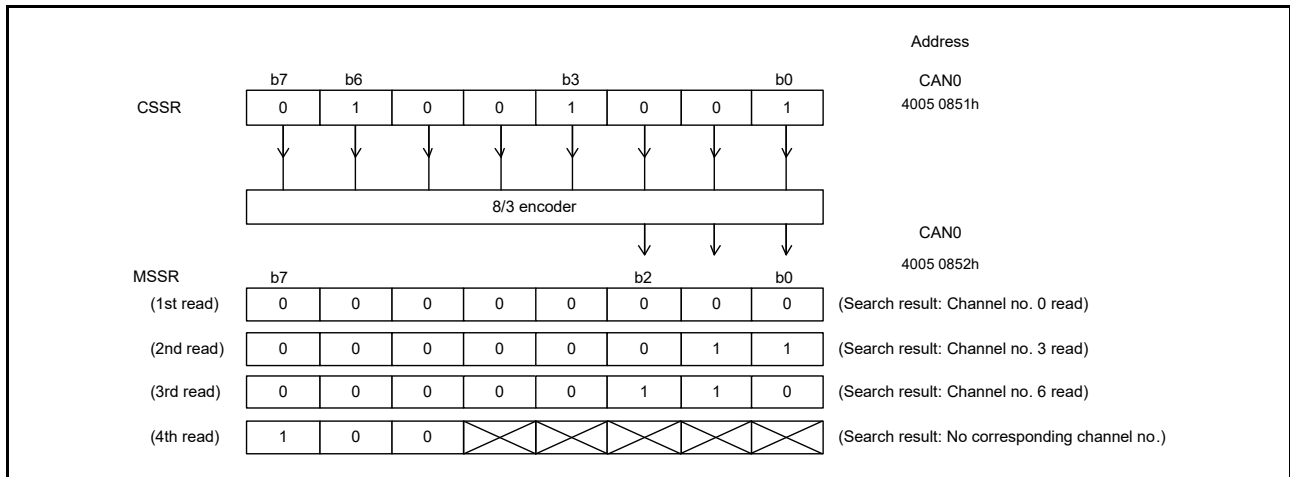 Address
b7 b6 b3 b0 CAN0
CSSR 0 1 0 0 1 0 0 1 4005 0851h
8/3 encoder
CAN0
4005 0852h
MSSR b7 b2 b0
(1st read) 0 0 0 0 0 0 0 0 (Search result: Channel no. 0 read)
(2nd read) 0 0 0 0 0 0 1 1 (Search result: Channel no. 3 read)
(3rd read) 0 0 0 0 0 1 1 0 (Search result: Channel no. 6 read)
(4th read) 1 0 0 (Search result: No corresponding channel no.)